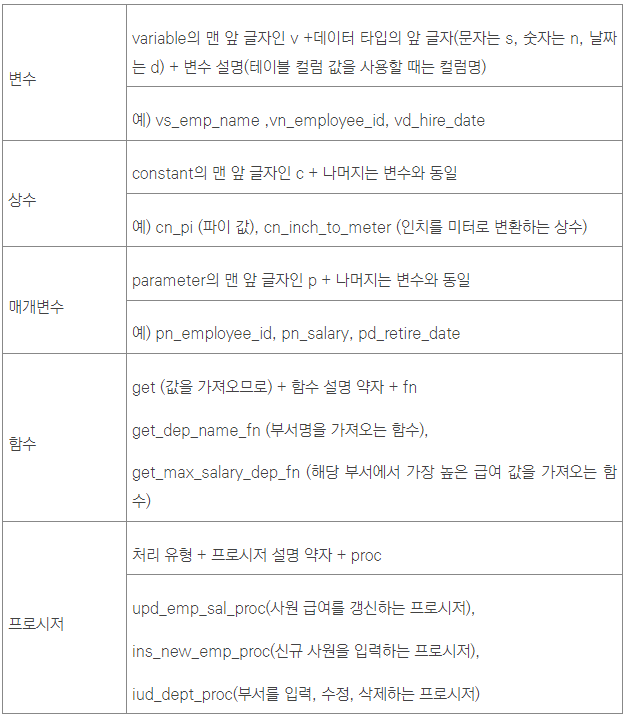 변수
variable의 맨 앞 글자인 v +데이터 타입의 앞 글자(문자는 s, 숫자는 n, 날짜
는 d) + 변수 설명(테이블 컬럼 값을 사용할 때는 컬럼명)
예) vs_emp_name ,vn_employee_id, vd_hire_date
상수
constant의 맨 앞 글자인 c + 나머지는 변수와 동일
예) cn_pi (파이 값), cn_inch_to_meter (인치를 미터로 변환하는 상수)
매개변수
parameter의 맨 앞 글자인 p + 나머지는 변수와 동일
예) pn_employee_id, pn_salary, pd_retire_date
함수
get (값을 가져오므로) + 함수 설명 약자 + fn
get_dep_name_fn (부서명을 가져오는 함수),
get_max_salary_dep_fn (해당 부서에서 가장 높은 급여 값을 가져오는 함
수)
프로시저
처리 유형 + 프로시저 설명 약자 + proc
upd_emp_sal_proc(사원 급여를 갱신하는 프로시저),
ins_new_emp_proc(신규 사원을 입력하는 프로시저),
iud_dept_proc(부서를 입력, 수정, 삭제하는 프로시저)